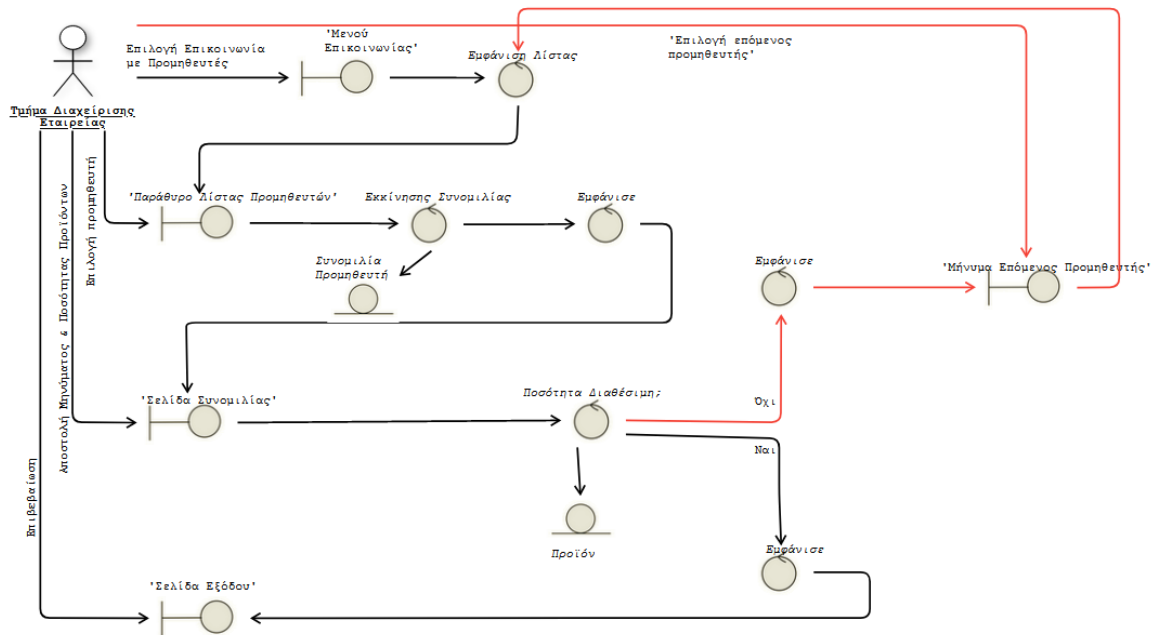 'Μενού
Επικοινωνίας'
Επιλογή Επικοινωνία
με Προμηθευτές
Εμφάνιση Λίστας
'Επιλογή επόμενος
προμηθευτής'
Τμήμα Διαχείρισης
Εταιρείας
Επιλογή προμηθευτή
Αποστολή Μηνύματος & Ποσότητας Προϊόντων
Επιβεβαίωση
'Παράθυρο Λίστας Προμηθευτών'
Εκκίνησης Συνομιλίας
Εμφάνισε
Συνομιλία
Προμηθευτή
Εμφάνισε
'Μήνυμα Επόμενος Προμηθευτής'
'Σελίδα Συνομιλίας'
Ποσότητα Διαθέσιμη;
Όχι
Ναι
Προϊόν
Εμφάνισε
'Σελίδα Εξόδου'